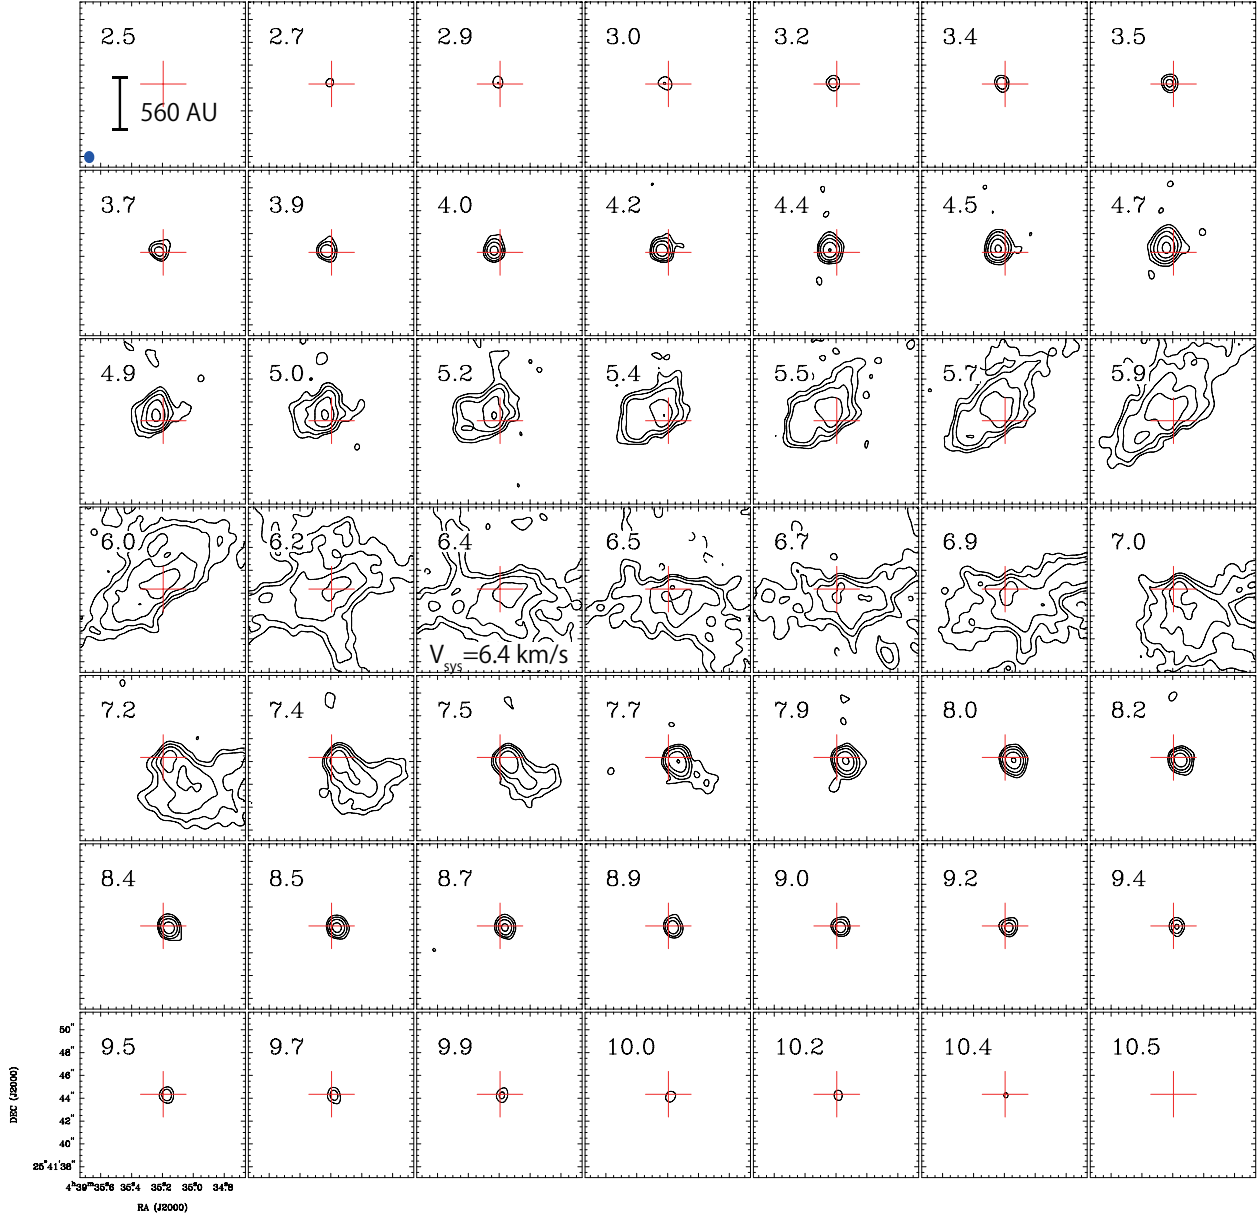 2.5 2.7 2.9 3.0 3.2 3.4 3.5
560 AU
3.7 3.9 4.0 4.2 4.4 4.5 4.7
4.9 5.0 5.2 5.4 5.5 5.7 5.9
6.0 6.2 6.4 6.5 6.7 6.9 7.0
Vsys=6.4 km/s
7.2 7.4 7.5 7.7 7.9 8.0 8.2
8.4 8.5 8.7 8.9 9.0 9.2 9.4
9.5 9.7 9.9 10.0 10.2 10.4 10.5
50"
48"
46"
44"
42"
40"
25°41'38"
DEC (J2000)
4h39m35s.6 35s.4 35s.2 35s.0 34s.8
RA (J2000)